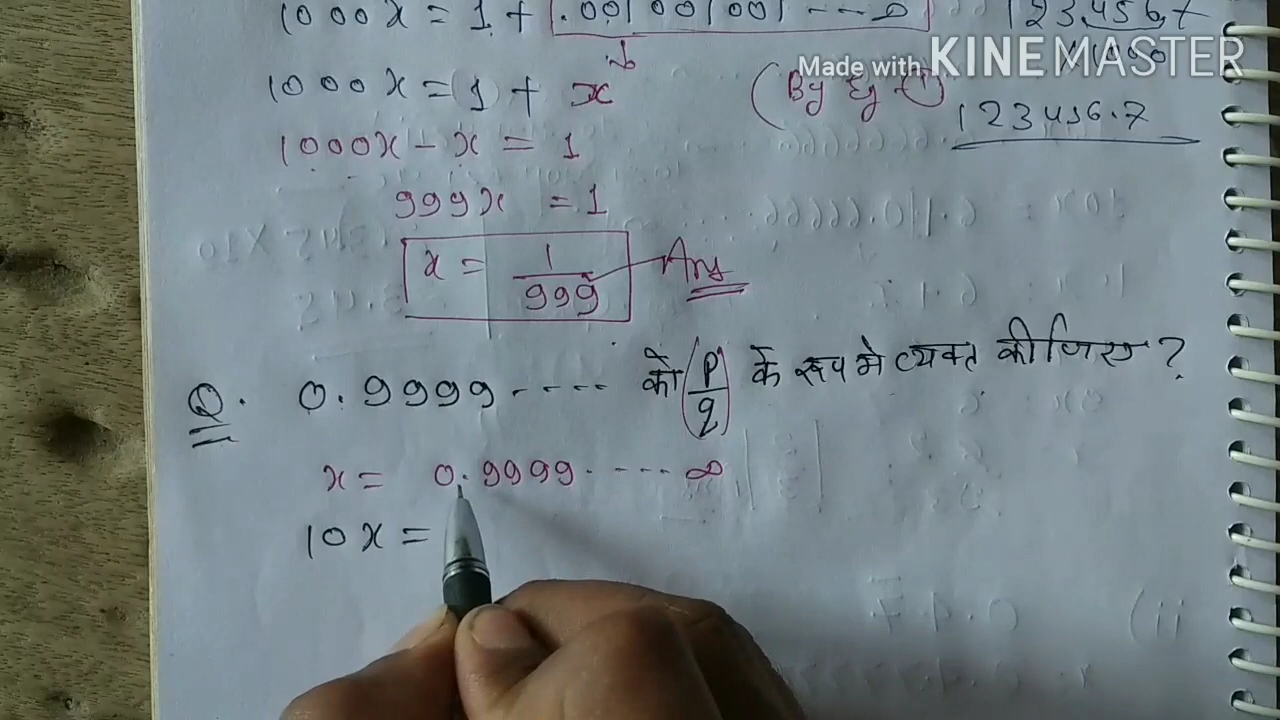 1000x = 1 + .001001001 --- ∞
Made with KINEMASTER
1000x = 1 + x (By Eq -(1)
123456.7
1000x - x = 1
999x = 1
x = 1/999 Ans
Q. 0.9999---- को (p/q) के रूप मे व्यक्त कीजिए?
x = 0.9999.---- ∞
10x =